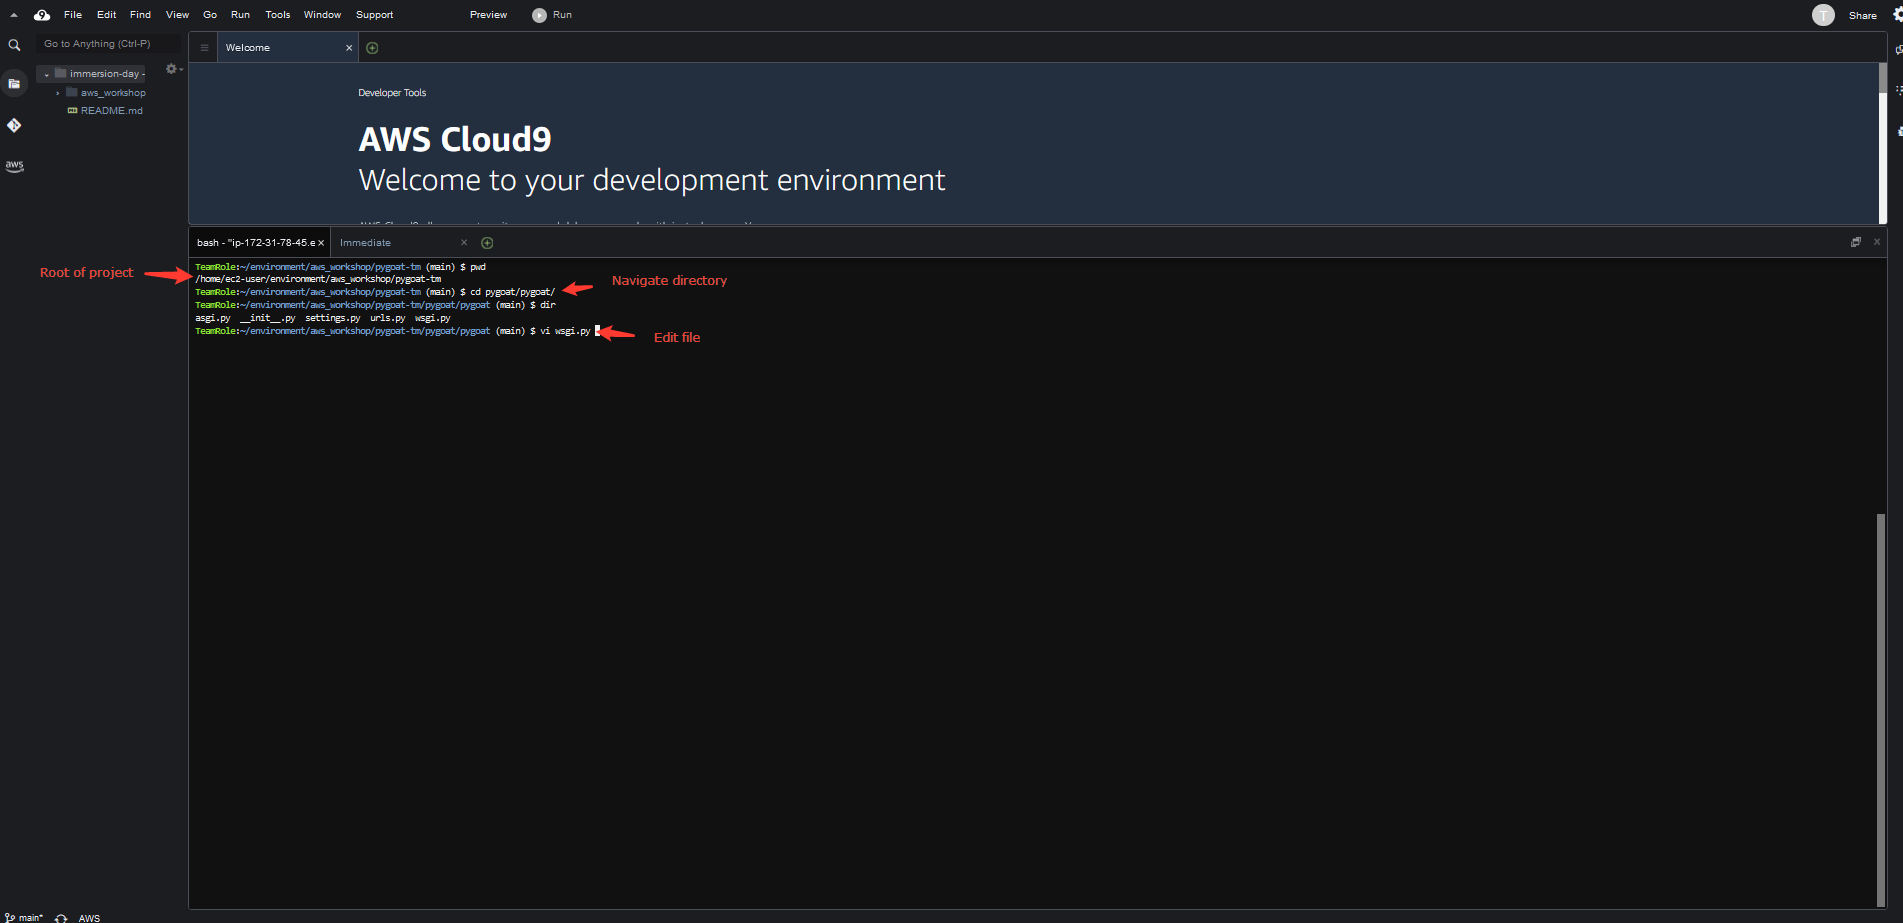 File Edit Find View Go Run Tools Window Support Preview Run T Share
Go to Anything (Ctrl-P)
immersion-day -
aws_workshop
README.md
aws
Welcome
Developer Tools
AWS Cloud9
Welcome to your development environment
bash - "ip-172-31-78-45.e Immediate
TeamRole:~/environment/aws_workshop/pygoat-tm (main) $ pwd
Root of project
/home/ec2-user/environment/aws_workshop/pygoat-tm
TeamRole:~/environment/aws_workshop/pygoat-tm (main) $ cd pygoat/pygoat/
Navigate directory
TeamRole:~/environment/aws_workshop/pygoat-tm/pygoat/pygoat (main) $ dir
asgi.py __init__.py settings.py urls.py wsgi.py
TeamRole:~/environment/aws_workshop/pygoat-tm/pygoat/pygoat (main) $ vi wsgi.py
Edit file
main* AWS